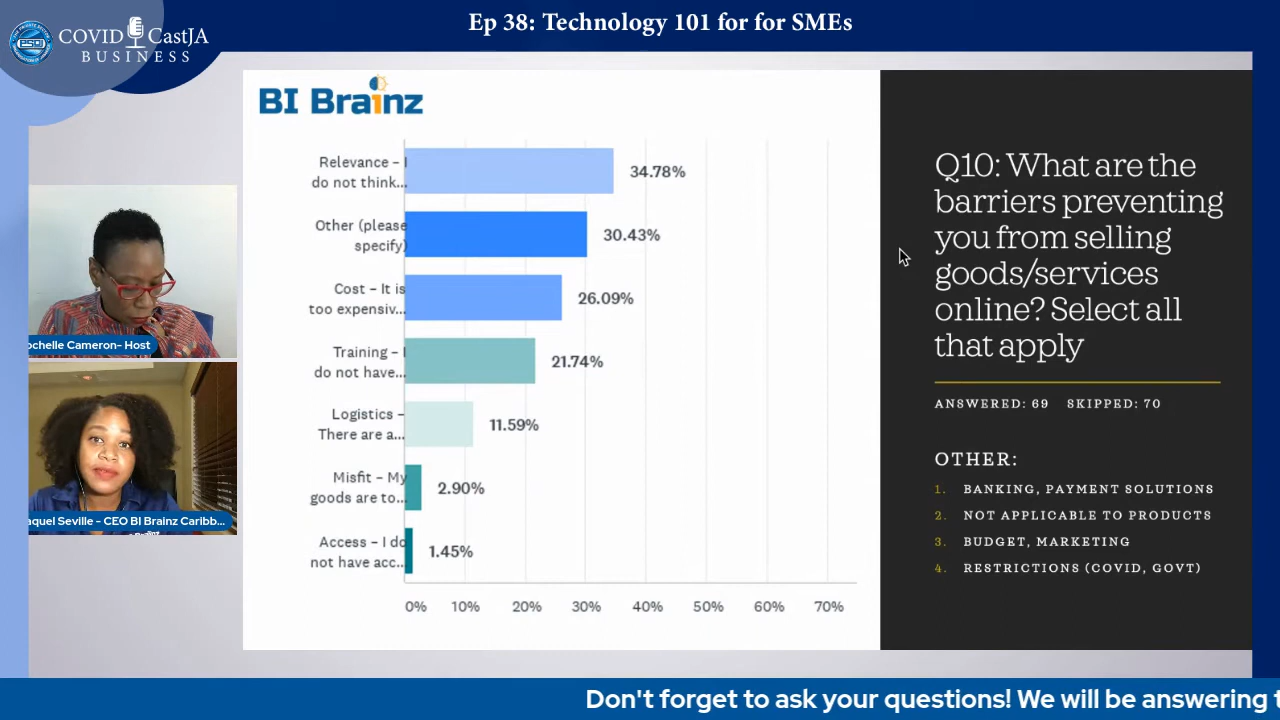 Ep 38: Technology 101 for for SMEs
PSOJ
COVID CastJA
BUSINESS
BI Brainz
Relevance – I
do not think...
34.78%
Other (please
specify)
30.43%
Cost – It is
too expensiv...
26.09%
Training – I
do not have...
21.74%
Logistics –
There are a...
11.59%
Misfit – My
goods are to...
2.90%
Access – I do
not have acc...
1.45%
0% 10% 20% 30% 40% 50% 60% 70%
Q10: What are the
barriers preventing
you from selling
goods/services
online? Select all
that apply
ANSWERED: 69 SKIPPED: 70
OTHER:
1. BANKING, PAYMENT SOLUTIONS
2. NOT APPLICABLE TO PRODUCTS
3. BUDGET, MARKETING
4. RESTRICTIONS (COVID, GOVT)
ochelle Cameron- Host
aquel Seville - CEO BI Brainz Caribb...
Don't forget to ask your questions! We will be answering t